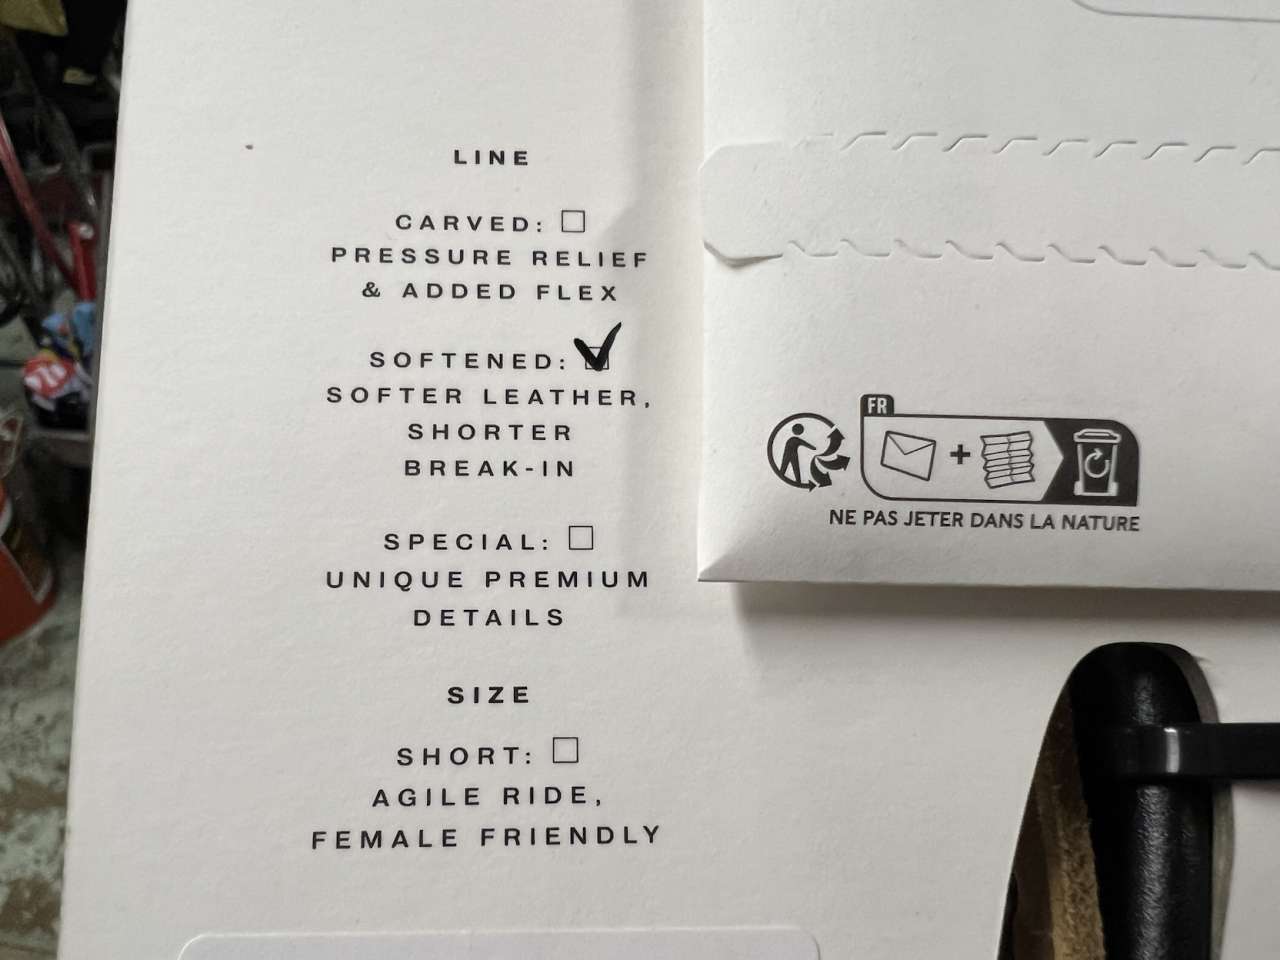 LINE
CARVED:
PRESSURE RELIEF
& ADDED FLEX
SOFTENED:
SOFTER LEATHER,
SHORTER
BREAK-IN
SPECIAL:
UNIQUE PREMIUM
DETAILS
SIZE
SHORT:
AGILE RIDE,
FEMALE FRIENDLY
FR
+
NE PAS JETER DANS LA NATURE